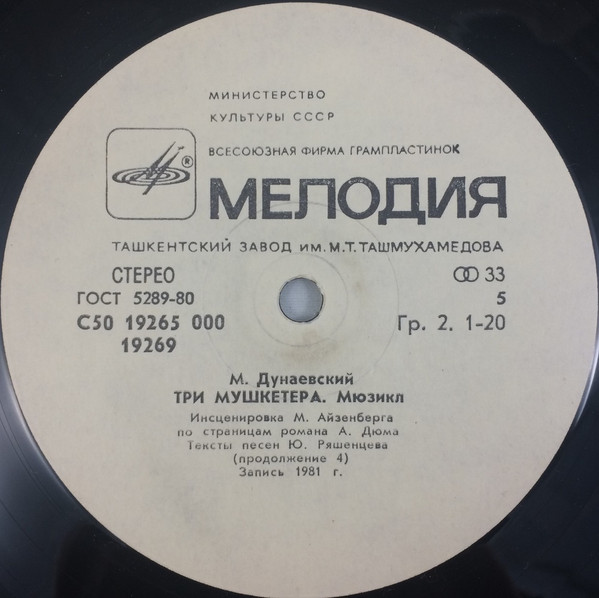 МИНИСТЕРСТВО
КУЛЬТУРЫ СССР
ВСЕСОЮЗНАЯ ФИРМА ГРАМПЛАСТИНОК
®
МЕЛОДИЯ
ТАШКЕНТСКИЙ ЗАВОД ИМ. М.Т. ТАШМУХАМЕДОВА
СТЕРЕО
33
ГОСТ 5289-80
5
С50 19265 000
Гр. 2. 1-20
19269
М. Дунаевский
ТРИ МУШКЕТЕРА. Мюзикл
Инсценировка М. Айзенберга
по страницам романа А. Дюма
Тексты песен Ю. Ряшенцева
(продолжение 4)
Запись 1981 г.